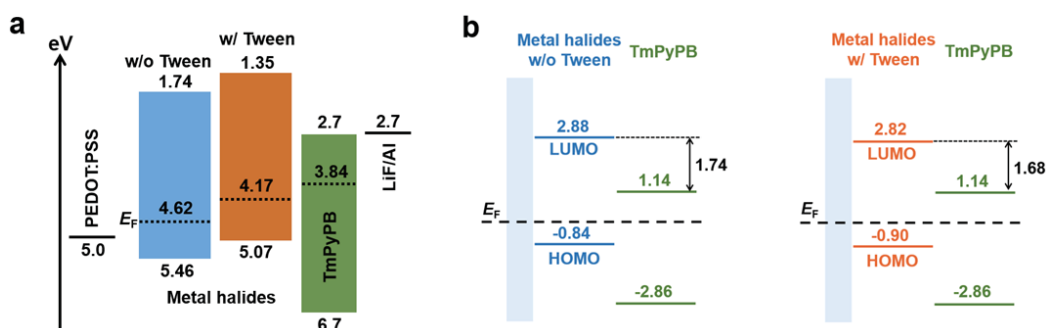 a
eV
w/o Tween
1.74
w/ Tween
1.35
2.7
2.7
PEDOT:PSS
5.0
EF
4.62
4.17
3.84
TmPyPB
LiF/Al
5.46
5.07
6.7
Metal halides
b
Metal halides
w/o Tween
TmPyPB
2.88
LUMO
1.74
1.14
EF
-0.84
HOMO
-2.86
Metal halides
w/ Tween
TmPyPB
2.82
LUMO
1.68
1.14
EF
-0.90
HOMO
-2.86